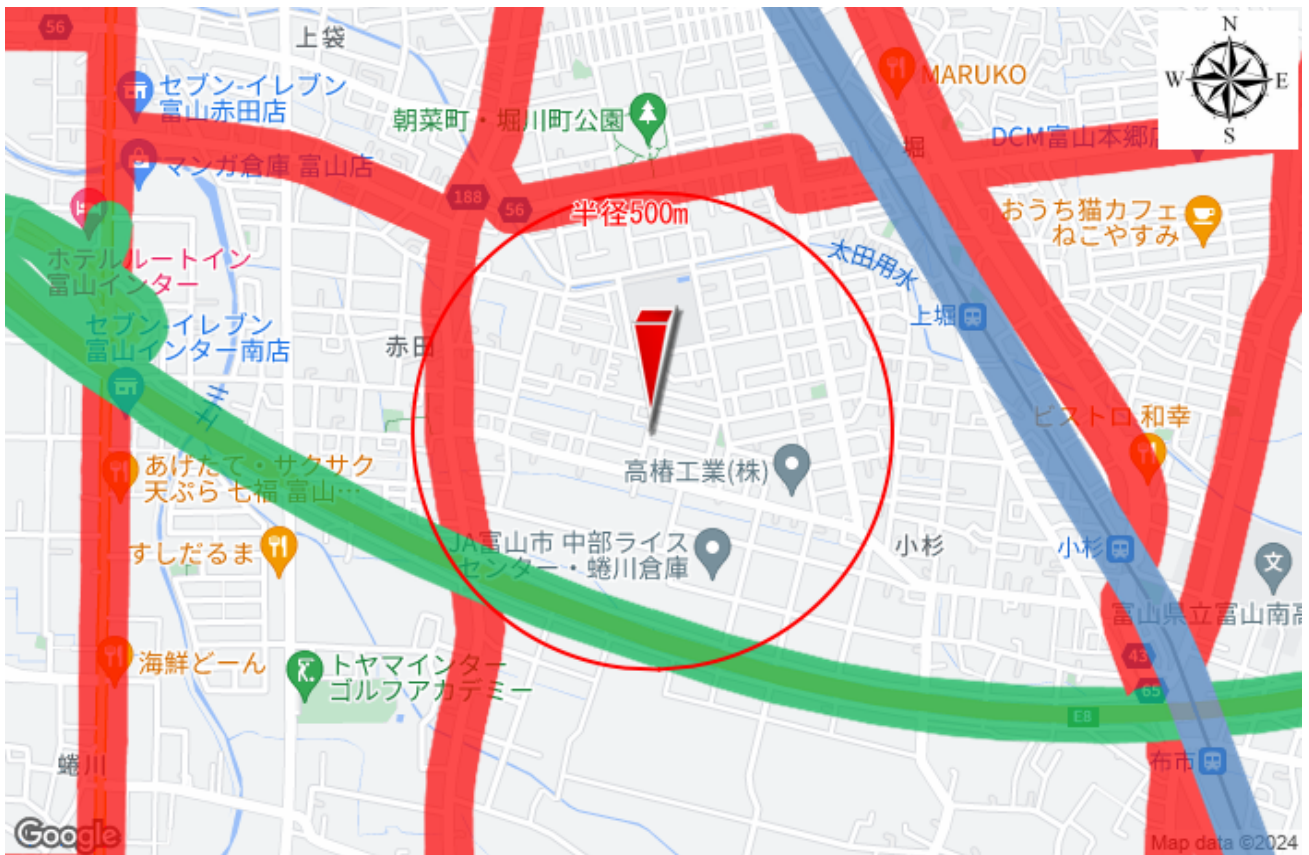 56
上袋
N
W
E
S
セブン-イレブン
富山赤田店
MARUKO
朝菜町・堀川町公園
堀
DCM富山本郷店
マンガ倉庫 富山店
188
56
半径500m
おうち猫カフェ
ねこやすみ
ホテルルートイン
富山インター
太田用水
上堀
セブン-イレブン
富山インター南店
赤田
ビストロ 和幸
あげたて・サクサク
天ぷら 七福 富山…
高椿工業(株)
すしだるま
JA富山市 中部ライス
センター・蜷川倉庫
小杉
小杉
富山県立富山南高
海鮮どーん
トヤマインター
ゴルフアカデミー
43
65
E8
蜷川
布市
Google
Map data ©2024
文